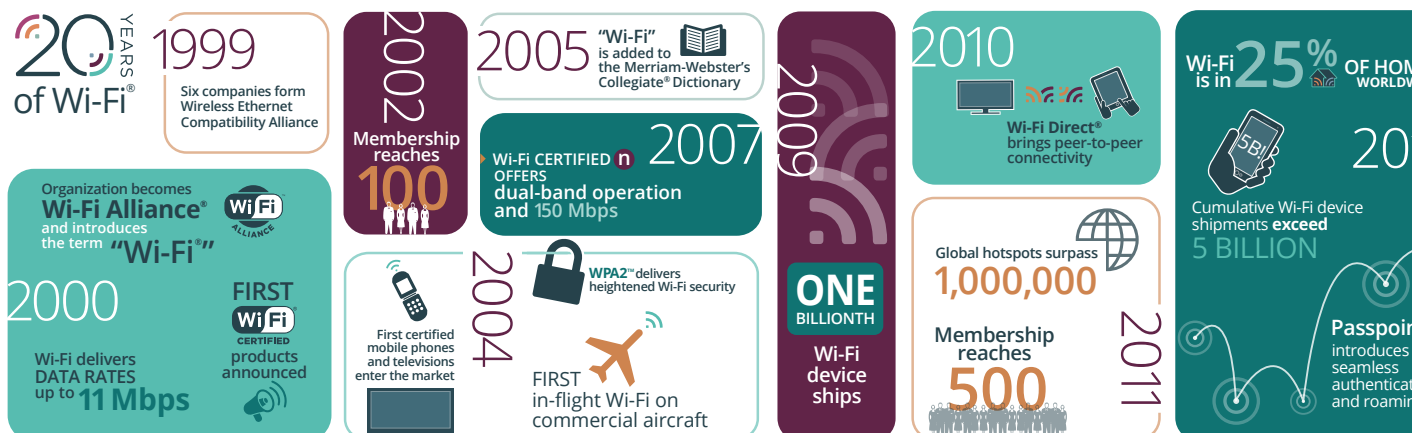 20 YEARS
of Wi-Fi®
1999
Six companies form
Wireless Ethernet
Compatibility Alliance
Organization becomes
Wi-Fi Alliance®
and introduces
the term "Wi-Fi®"
Wi Fi®
ALLIANCE
2000
Wi-Fi delivers
DATA RATES
up to 11 Mbps
FIRST
Wi Fi
CERTIFIED
products
announced
2002
Membership
reaches
100
2005
"Wi-Fi"
is added to
the Merriam-Webster's
Collegiate® Dictionary
Wi-Fi CERTIFIED n
OFFERS
dual-band operation
and 150 Mbps
2007
First certified
mobile phones
and televisions
enter the market
2004
WPA2™ delivers
heightened Wi-Fi security
FIRST
in-flight Wi-Fi on
commercial aircraft
2009
ONE
BILLIONTH
Wi-Fi
device
ships
2010
Wi-Fi Direct®
brings peer-to-peer
connectivity
Global hotspots surpass
1,000,000
Membership
reaches
500
2011
Wi-Fi
is in 25% OF HOM
WORLDW
5B!
20
Cumulative Wi-Fi device
shipments exceed
5 BILLION
Passpoin
introduces
seamless
authenticat
and roamin